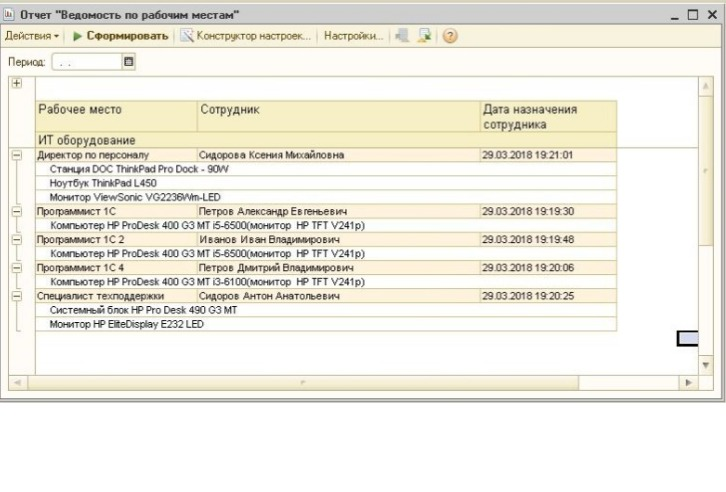 Отчет "Ведомость по рабочим местам"
Действия Сформировать Конструктор настроек... Настройки...
Период: . .
Рабочее место Сотрудник Дата назначения сотрудника
ИТ оборудование
Директор по персоналу Сидорова Ксения Михайловна 29.03.2018 19:21:01
Станция DOC ThinkPad Pro Dock - 90W
Ноутбук ThinkPad L450
Монитор ViewSonic VG2236Wm-LED
Программист 1С Петров Александр Евгеньевич 29.03.2018 19:19:30
Компьютер HP ProDesk 400 G3 MT i5-6500(монитор HP TFT V241p)
Программист 1С 2 Иванов Иван Владимирович 29.03.2018 19:19:48
Компьютер HP ProDesk 400 G3 MT i5-6500(монитор HP TFT V241p)
Программист 1С 4 Петров Дмитрий Владимирович 29.03.2018 19:20:06
Компьютер HP ProDesk 400 G3 MT i3-6100(монитор HP TFT V241p)
Специалист техподдержки Сидоров Антон Анатольевич 29.03.2018 19:20:25
Системный блок HP Pro Desk 490 G3 MT
Монитор HP EliteDisplay E232 LED